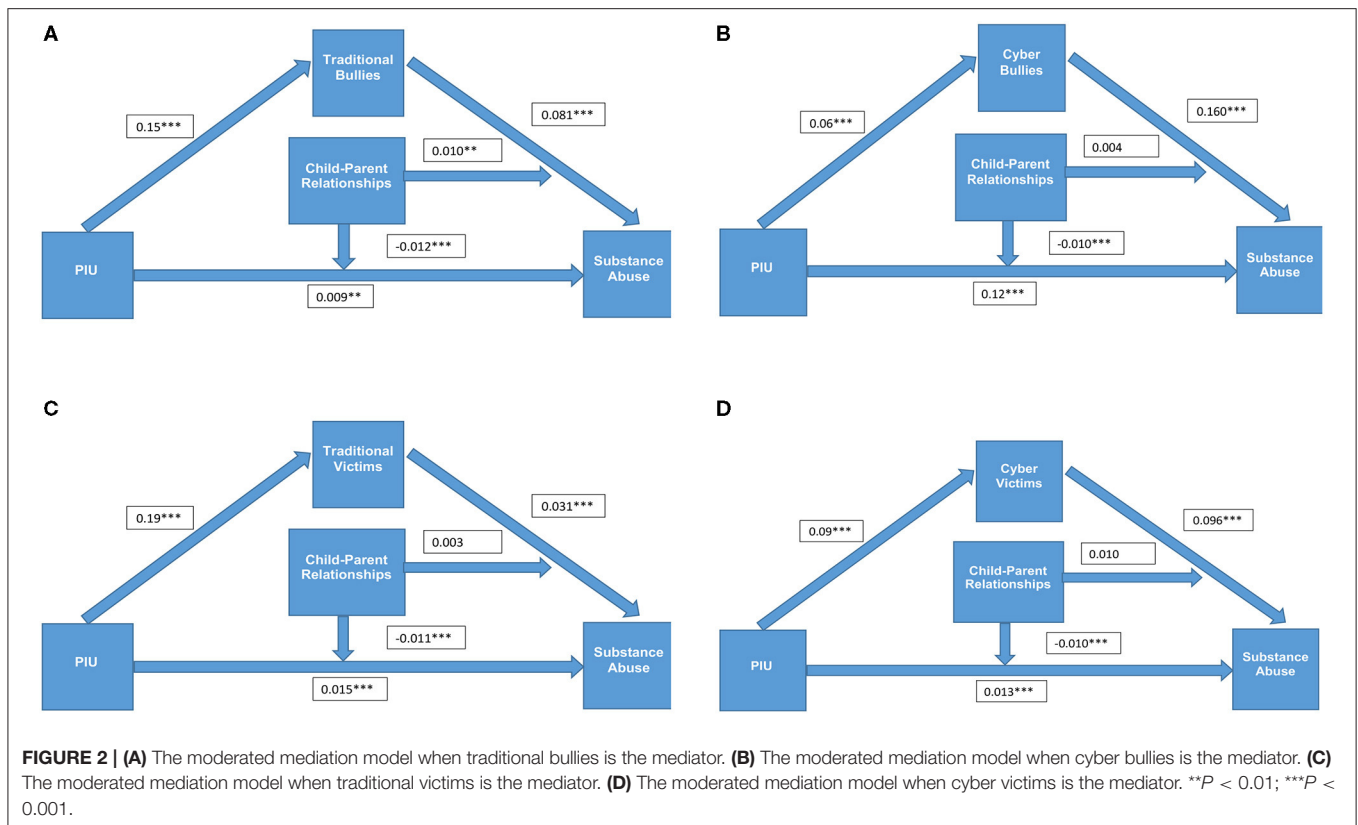 A
Traditional
Bullies
0.15***
0.081***
Child-Parent
Relationships
0.010**
-0.012***
PIU
Substance
Abuse
0.009**
B
Cyber
Bullies
0.06***
0.160***
Child-Parent
Relationships
0.004
-0.010***
PIU
Substance
Abuse
0.12***
C
Traditional
Victims
0.19***
0.031***
Child-Parent
Relationships
0.003
-0.011***
PIU
Substance
Abuse
0.015***
D
Cyber
Victims
0.09***
0.096***
Child-Parent
Relationships
0.010
-0.010***
PIU
Substance
Abuse
0.013***
FIGURE 2 | (A) The moderated mediation model when traditional bullies is the mediator. (B) The moderated mediation model when cyber bullies is the mediator. (C)
The moderated mediation model when traditional victims is the mediator. (D) The moderated mediation model when cyber victims is the mediator. **P < 0.01; ***P <
0.001.